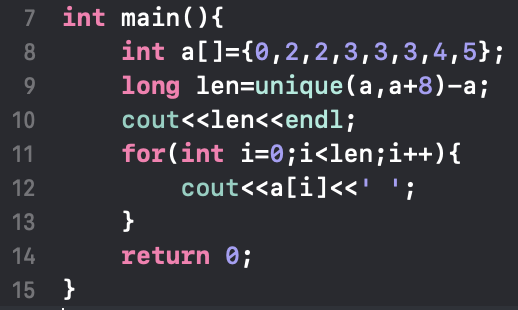 7 int main(){
8     int a[]={0,2,2,3,3,3,4,5};
9     long len=unique(a,a+8)-a;
10     cout<<len<<endl;
11     for(int i=0;i<len;i++){
12         cout<<a[i]<<' ';
13     }
14     return 0;
15 }